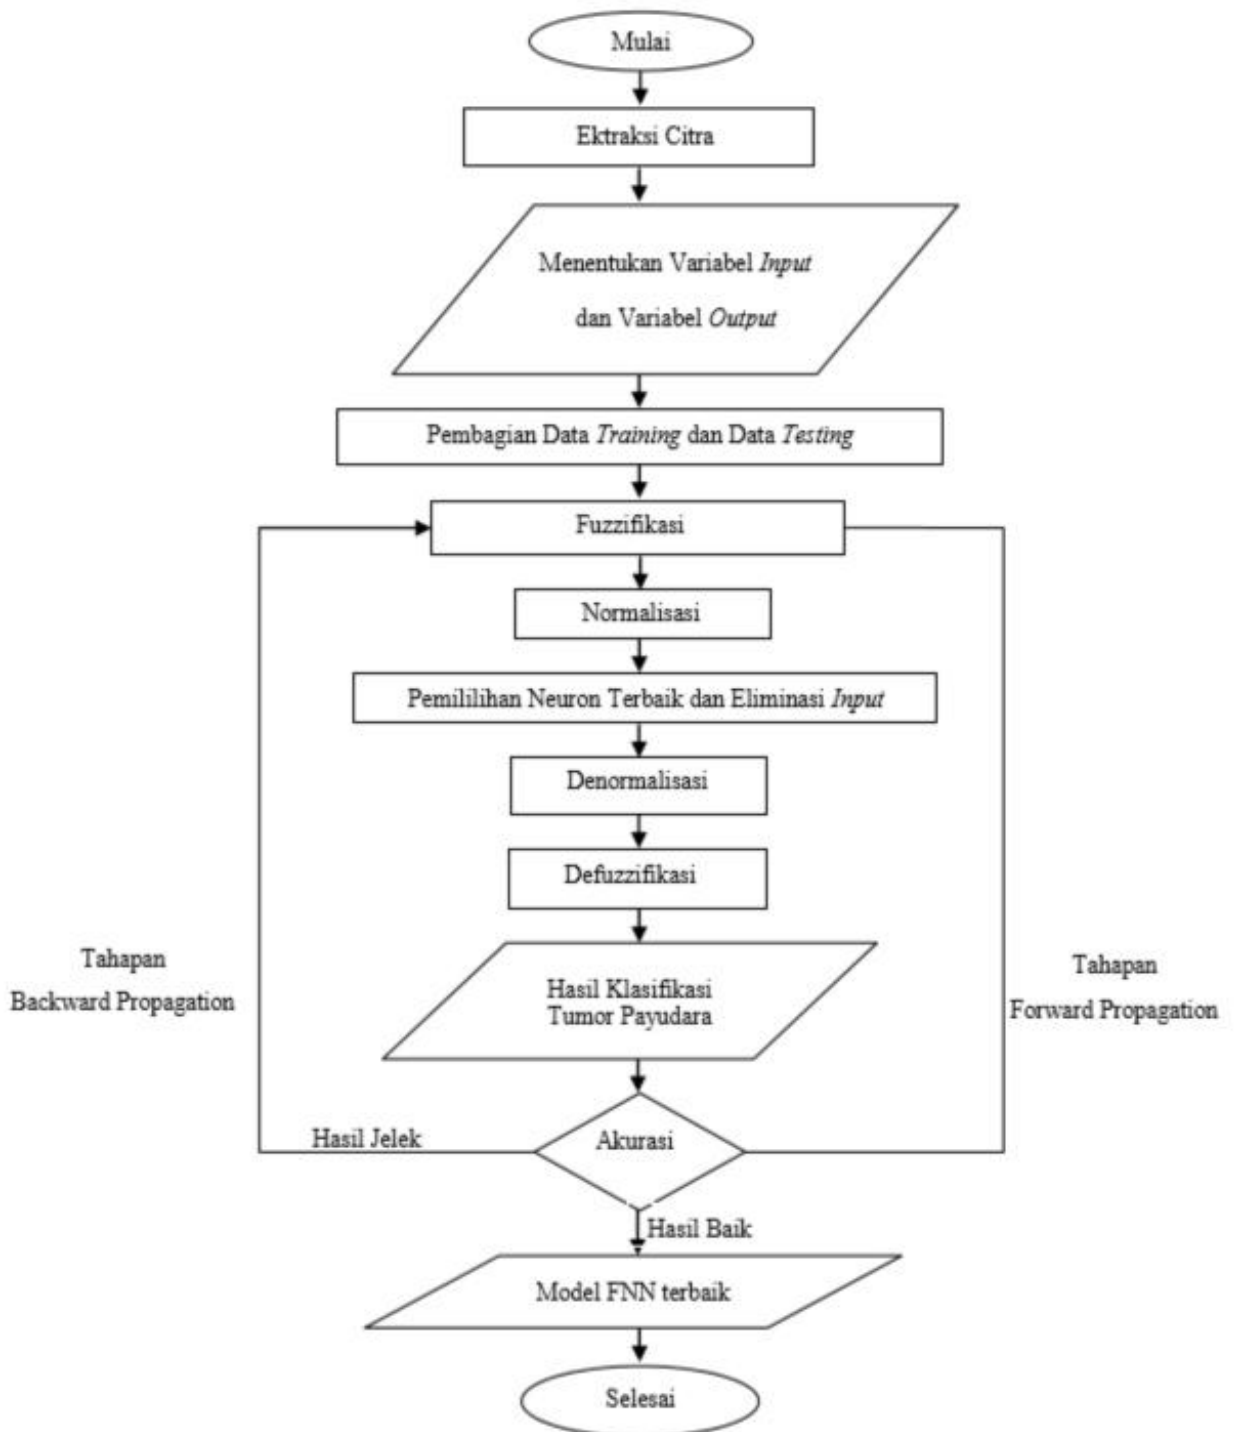 Mulai
Ektraksi Citra
Menentukan Variabel Input
dan Variabel Output
Pembagian Data Training dan Data Testing
Fuzzifikasi
Normalisasi
Pemililihan Neuron Terbaik dan Eliminasi Input
Denormalisasi
Defuzzifikasi
Tahapan
Backward Propagation
Hasil Klasifikasi
Tumor Payudara
Tahapan
Forward Propagation
Hasil Jelek
Akurasi
Hasil Baik
Model FNN terbaik
Selesai